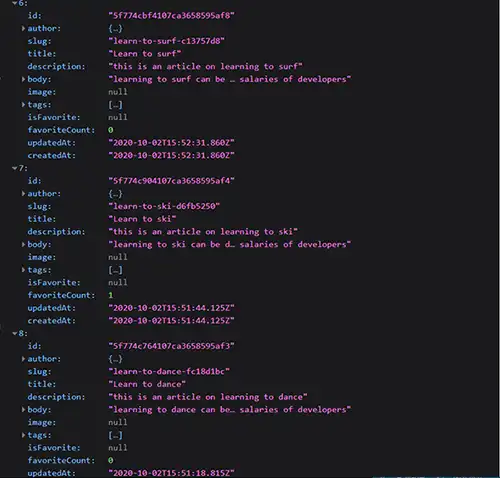 6:
id: "5f774cbf4107ca3658595af8"
author: {…}
slug: "learn-to-surf-c13757d8"
title: "Learn to surf"
description: "this is an article on learning to surf"
body: "learning to surf can be … salaries of developers"
image: null
tags: […]
isFavorite: null
favoriteCount: 0
updatedAt: "2020-10-02T15:52:31.860Z"
createdAt: "2020-10-02T15:52:31.860Z"
7:
id: "5f774c904107ca3658595af4"
author: {…}
slug: "learn-to-ski-d6fb5250"
title: "Learn to ski"
description: "this is an article on learning to ski"
body: "learning to ski can be d… salaries of developers"
image: null
tags: […]
isFavorite: null
favoriteCount: 1
updatedAt: "2020-10-02T15:51:44.125Z"
createdAt: "2020-10-02T15:51:44.125Z"
8:
id: "5f774c764107ca3658595af3"
author: {…}
slug: "learn-to-dance-fc18d1bc"
title: "Learn to dance"
description: "this is an article on learning to dance"
body: "learning to dance can be… salaries of developers"
image: null
tags: […]
isFavorite: null
favoriteCount: 0
updatedAt: "2020-10-02T15:51:18.815Z"